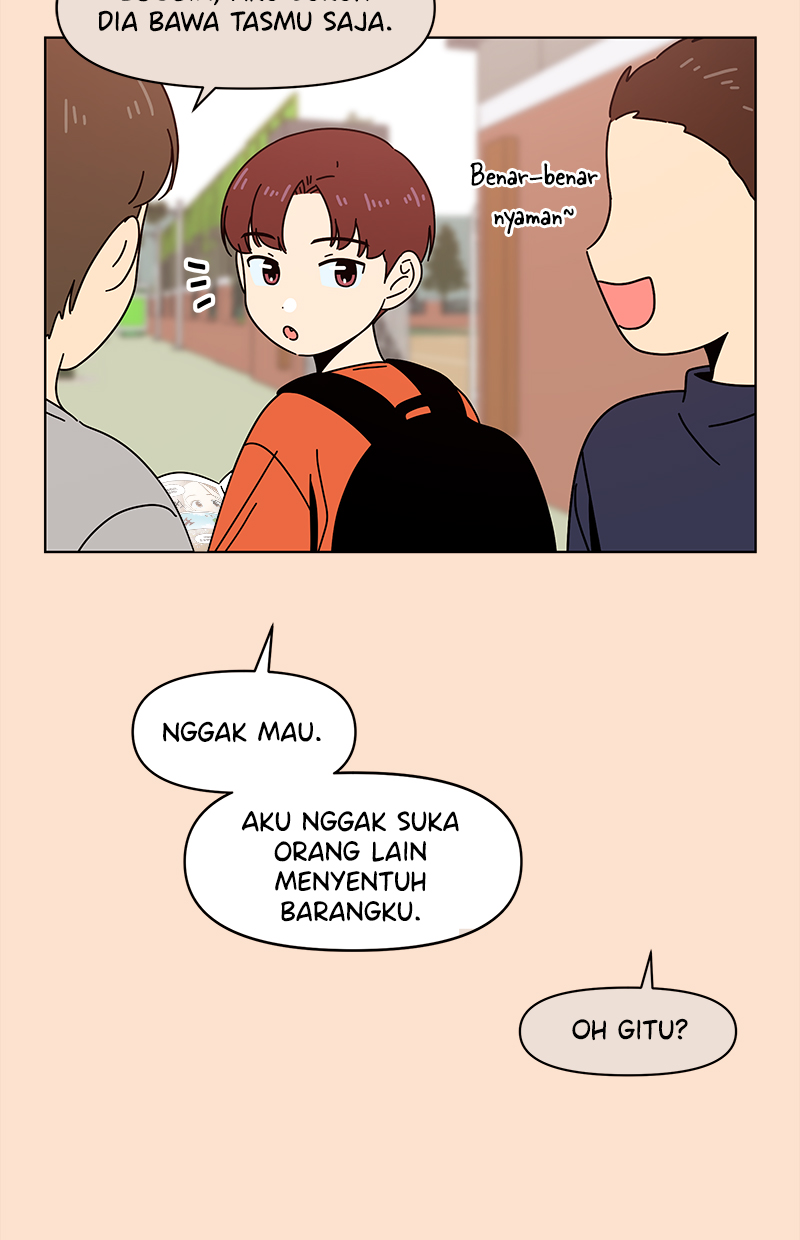 DIA BAWA TASMU SAJA.
Benar-benar
nyaman~
NGGAK MAU.
AKU NGGAK SUKA
ORANG LAIN
MENYENTUH
BARANGKU.
OH GITU?